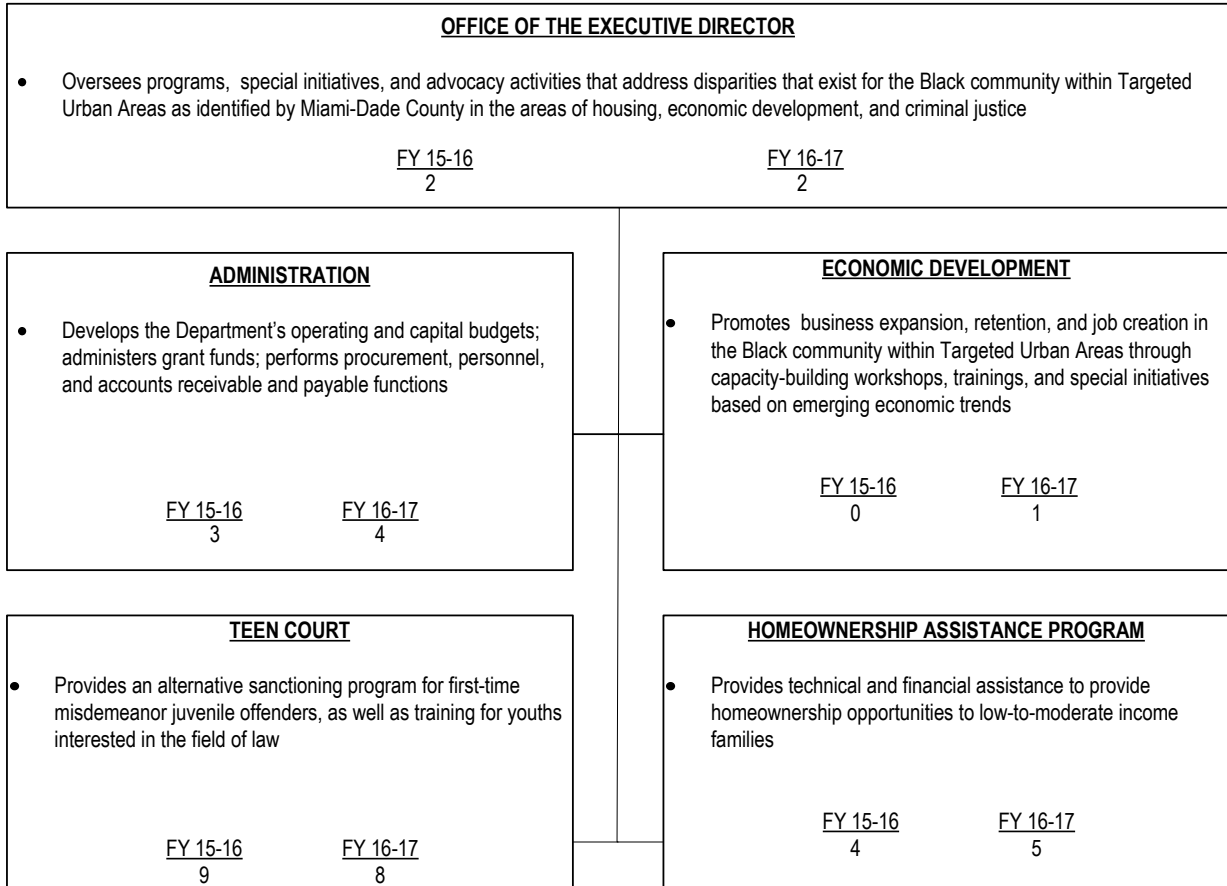 OFFICE OF THE EXECUTIVE DIRECTOR
• Oversees programs, special initiatives, and advocacy activities that address disparities that exist for the Black community within Targeted
Urban Areas as identified by Miami-Dade County in the areas of housing, economic development, and criminal justice
FY 15-16 FY 16-17
2 2
ADMINISTRATION
• Develops the Department’s operating and capital budgets;
administers grant funds; performs procurement, personnel,
and accounts receivable and payable functions
FY 15-16 FY 16-17
3 4
ECONOMIC DEVELOPMENT
• Promotes business expansion, retention, and job creation in
the Black community within Targeted Urban Areas through
capacity-building workshops, trainings, and special initiatives
based on emerging economic trends
FY 15-16 FY 16-17
0 1
TEEN COURT
• Provides an alternative sanctioning program for first-time
misdemeanor juvenile offenders, as well as training for youths
interested in the field of law
FY 15-16 FY 16-17
9 8
HOMEOWNERSHIP ASSISTANCE PROGRAM
• Provides technical and financial assistance to provide
homeownership opportunities to low-to-moderate income
families
FY 15-16 FY 16-17
4 5